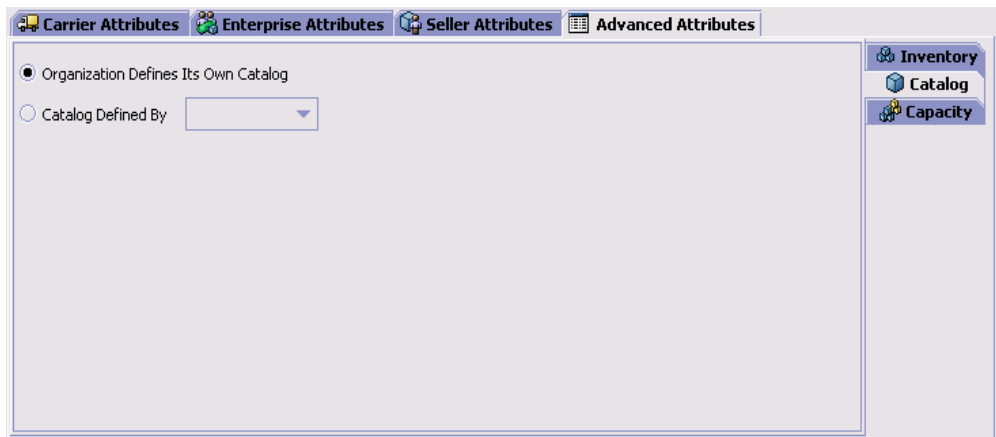 Carrier Attributes Enterprise Attributes Seller Attributes Advanced Attributes
Inventory
Organization Defines Its Own Catalog
Catalog
Catalog Defined By
Capacity